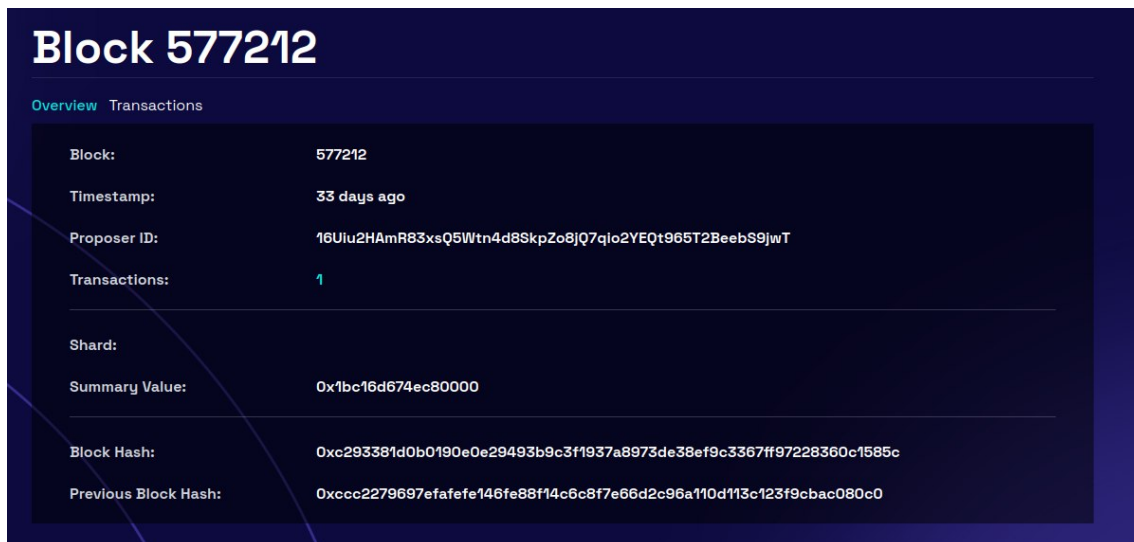 Block 577212
Overview Transactions
Block: 577212
Timestamp: 33 days ago
Proposer ID: 16Uiu2HAmR83xsQ5Wtn4d8SkpZo8jQ7qio2YEQt965T2BeebS9jwT
Transactions: 1
Shard:
Summary Value: 0x1bc16d674ec80000
Block Hash: 0xc293381d0b0190e0e29493b9c3f1937a8973de38ef9c3367ff97228360c1585c
Previous Block Hash: 0xccc2279697efafefe146fe88f14c6c8f7e66d2c96a110d113c123f9cbac080c0